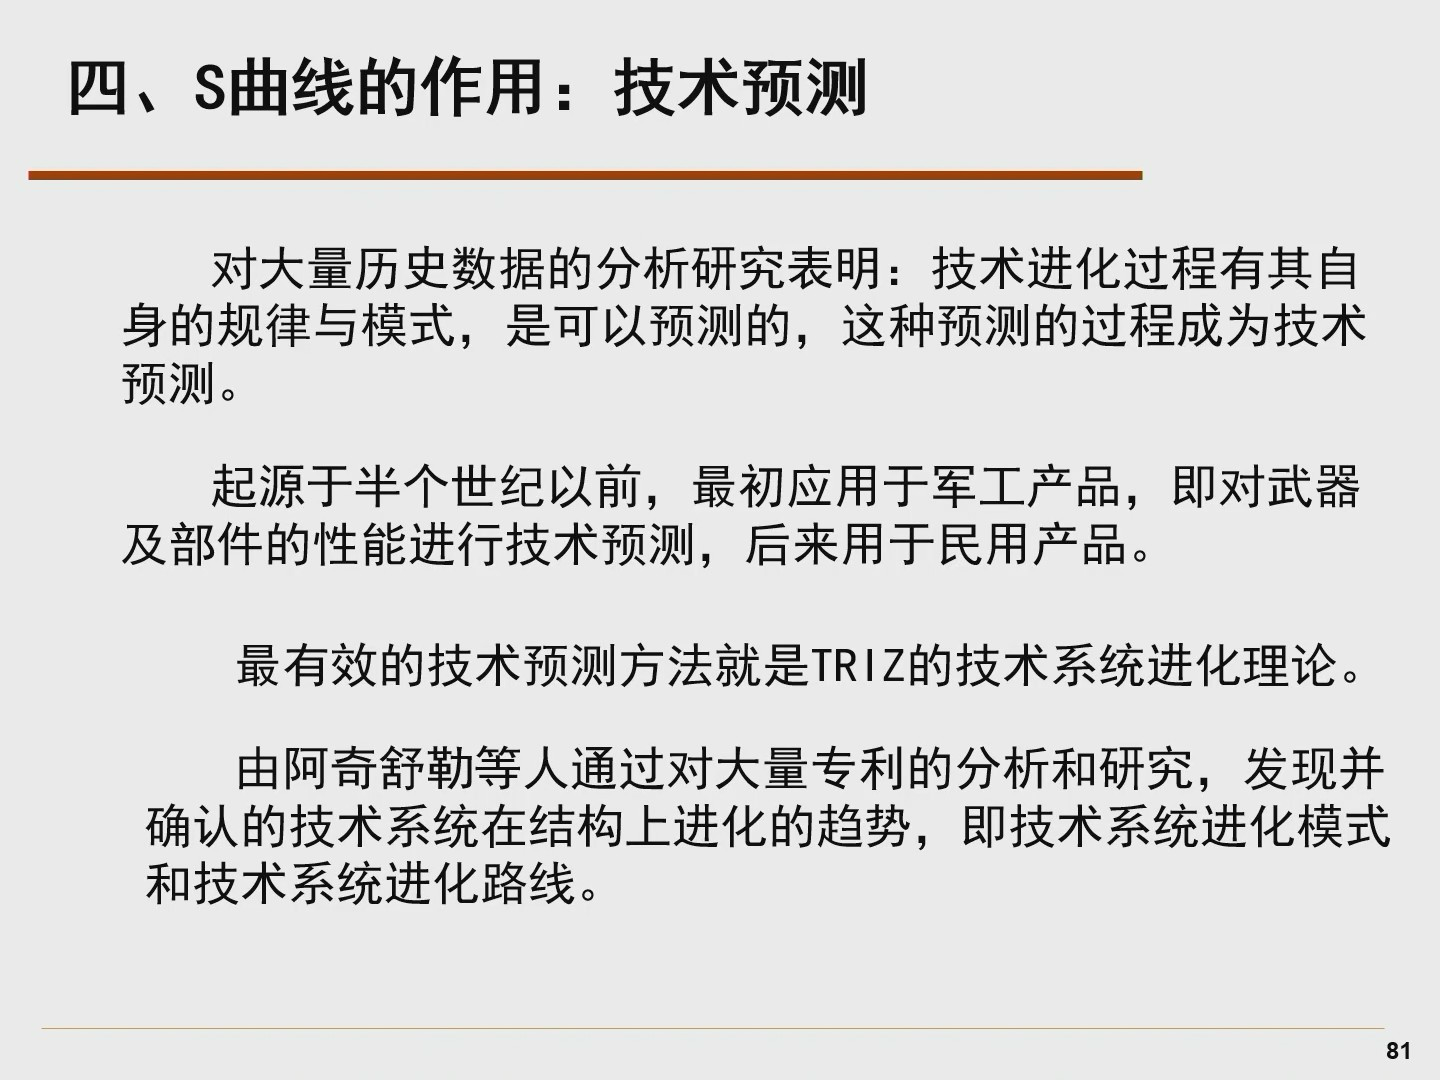 四、S曲线的作用：技术预测
对大量历史数据的分析研究表明：技术进化过程有其自
身的规律与模式，是可以预测的，这种预测的过程成为技术
预测。
起源于半个世纪以前，最初应用于军工产品，即对武器
及部件的性能进行技术预测，后来用于民用产品。
最有效的技术预测方法就是TRIZ的技术系统进化理论。
由阿奇舒勒等人通过对大量专利的分析和研究，发现并
确认的技术系统在结构上进化的趋势，即技术系统进化模式
和技术系统进化路线。
81